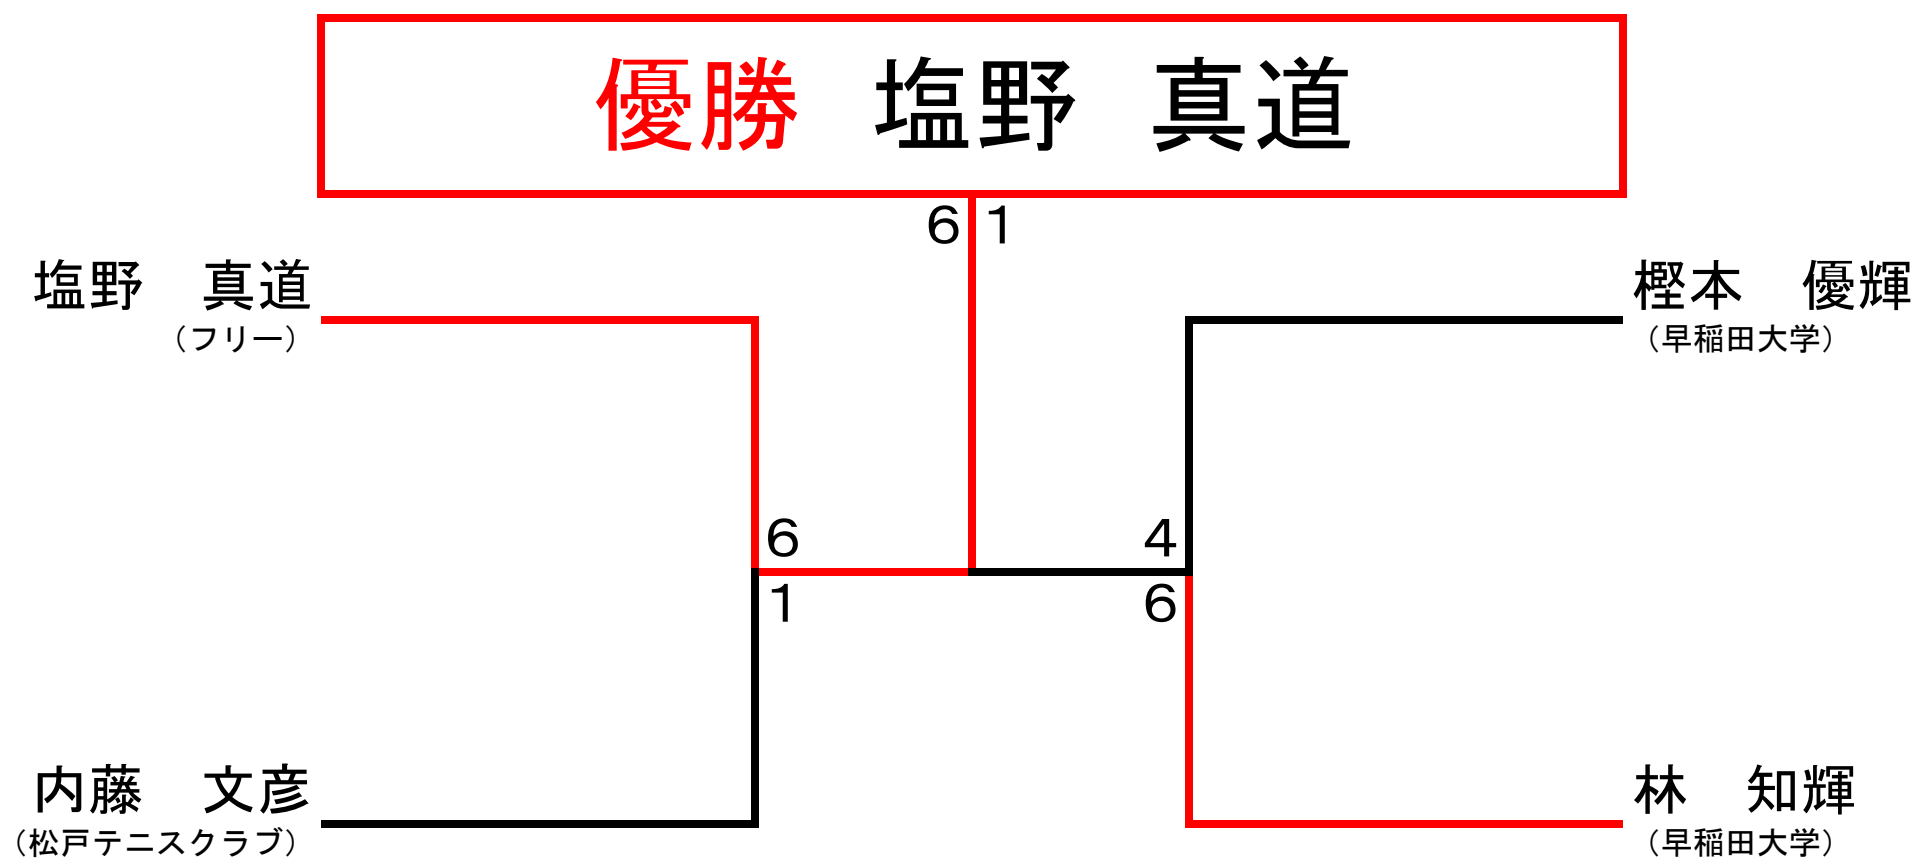 優勝　塩野　真道
6 1
塩野　真道
（フリー）
樫本　優輝
（早稲田大学）
6
4
1
6
内藤　文彦
（松戸テニスクラブ）
林　知輝
（早稲田大学）